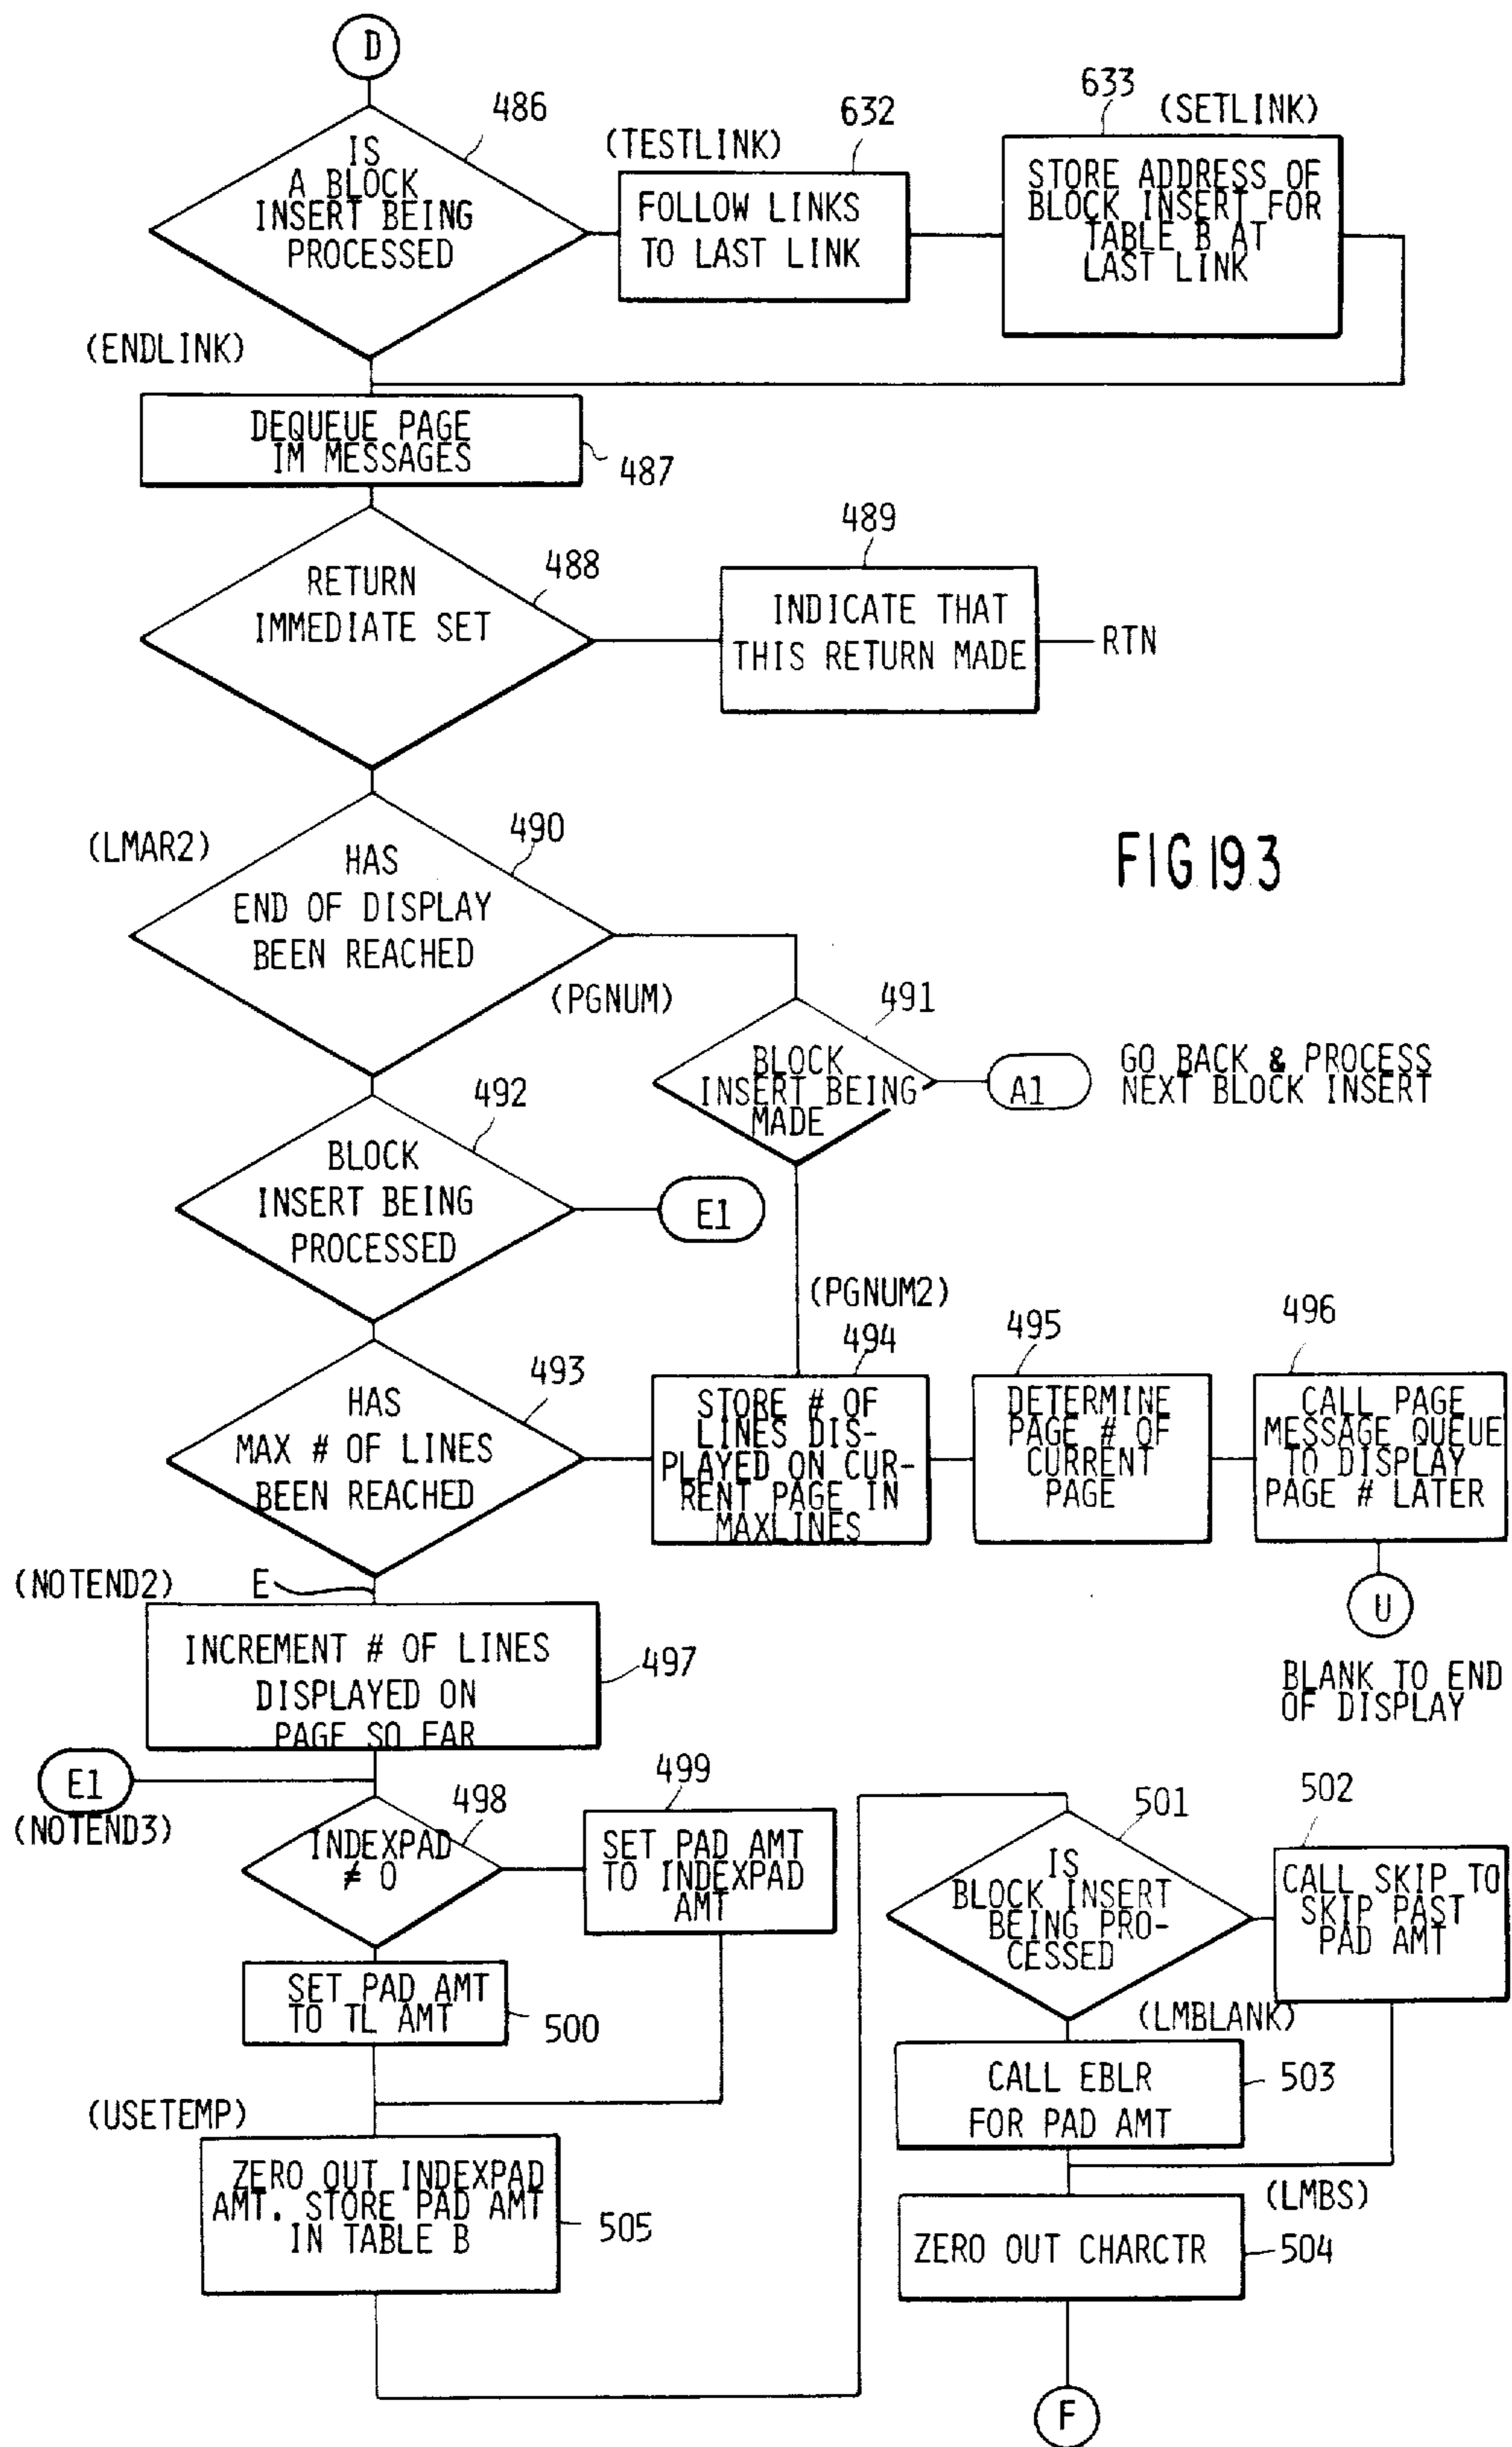 D
486
IS
A BLOCK
INSERT BEING
PROCESSED
(TESTLINK)
632
FOLLOW LINKS
TO LAST LINK
633
(SETLINK)
STORE ADDRESS OF
BLOCK INSERT FOR
TABLE B AT
LAST LINK
(ENDLINK)
DEQUEUE PAGE
IM MESSAGES
487
RETURN
IMMEDIATE SET
488
489
INDICATE THAT
THIS RETURN MADE
RTN
(LMAR2)
HAS
END OF DISPLAY
BEEN REACHED
490
FIG 19.3
(PGNUM)
491
BLOCK
INSERT BEING
MADE
A1
GO BACK & PROCESS
NEXT BLOCK INSERT
492
BLOCK
INSERT BEING
PROCESSED
E1
(PGNUM2)
493
HAS
MAX # OF LINES
BEEN REACHED
494
STORE # OF
LINES DIS-
PLAYED ON CUR-
RENT PAGE IN
MAXLINES
495
DETERMINE
PAGE # OF
CURRENT
PAGE
496
CALL PAGE
MESSAGE QUEUE
TO DISPLAY
PAGE # LATER
U
BLANK TO END
OF DISPLAY
(NOTEND2)
E
INCREMENT # OF LINES
DISPLAYED ON
PAGE SO FAR
497
E1
(NOTEND3)
498
INDEXPAD
≠ 0
499
SET PAD AMT
TO INDEXPAD
AMT
SET PAD AMT
TO TL AMT
500
(USETEMP)
ZERO OUT INDEXPAD
AMT. STORE PAD AMT
IN TABLE B
505
501
IS
BLOCK INSERT
BEING PRO-
CESSED
502
CALL SKIP TO
SKIP PAST
PAD AMT
(LMBLANK)
CALL EBLR
FOR PAD AMT
503
(LMBS)
ZERO OUT CHARCTR
504
F